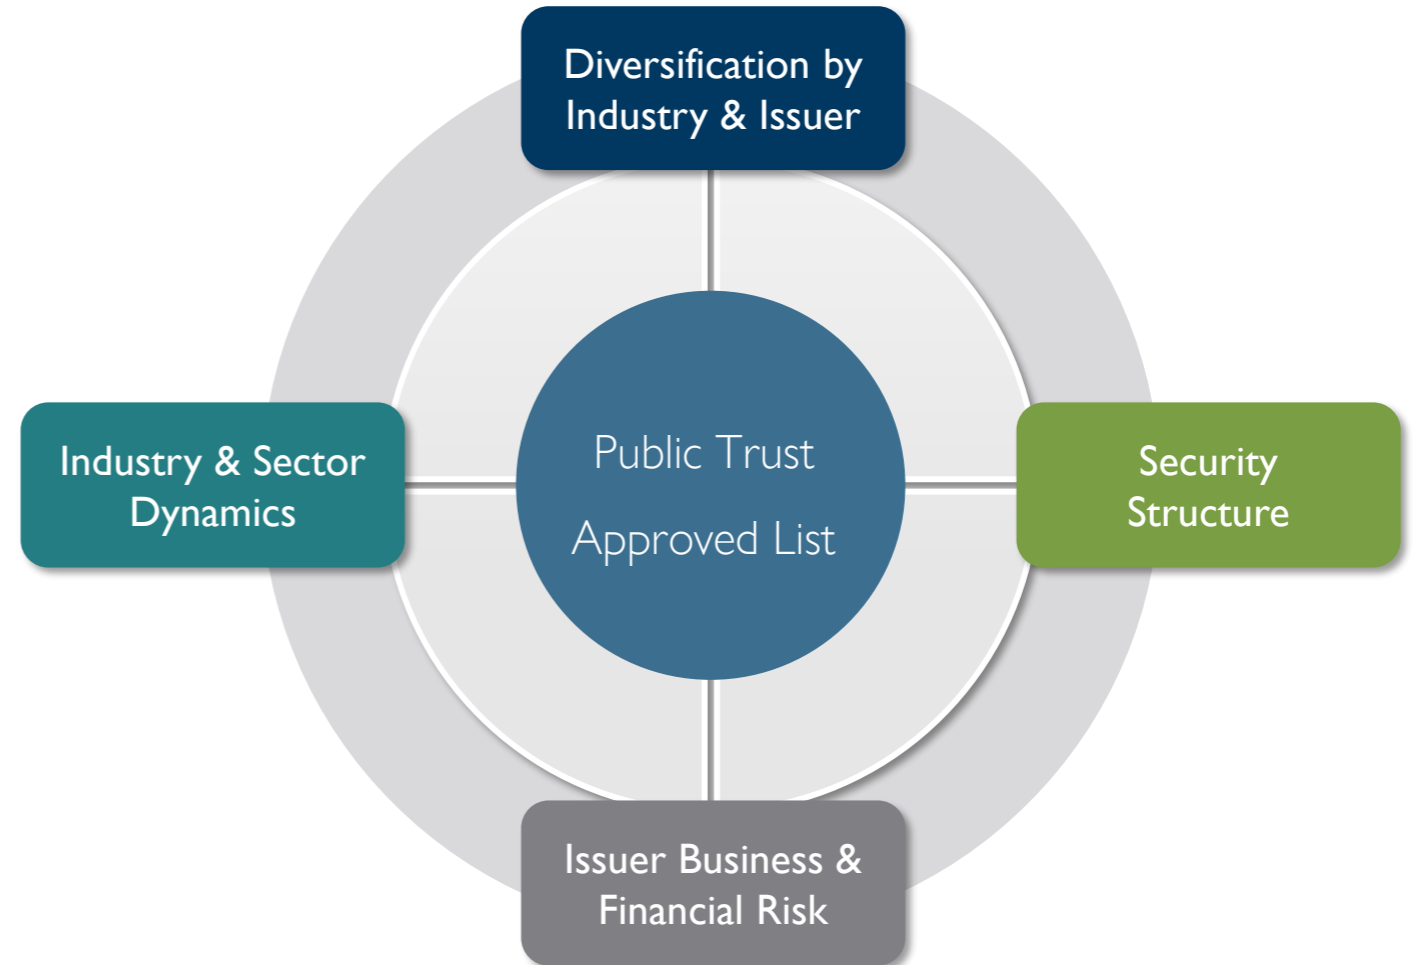 Diversification by
Industry & Issuer
Industry & Sector
Dynamics
Public Trust
Approved List
Security
Structure
Issuer Business &
Financial Risk